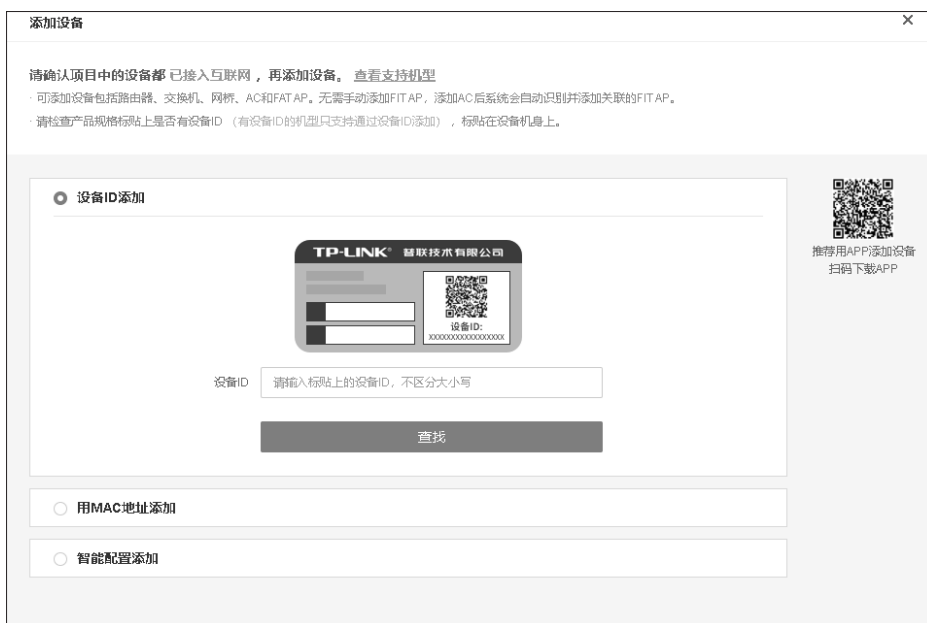 添加设备
×
请确认项目中的设备都 已接入互联网 ，再添加设备。 查看支持机型
· 可添加设备包括路由器、交换机、网桥、AC和FAT AP。无需手动添加FIT AP，添加AC后系统会自动识别并添加关联的FIT AP。
· 请检查产品规格标贴上是否有设备ID （有设备ID的机型只支持通过设备ID添加） ，标贴在设备机身上。
设备ID添加
TP-LINK® 普联技术有限公司
设备ID:
XXXXXXXXXXXXXXXXX
设备ID 请输入标贴上的设备ID，不区分大小写
查找
用MAC地址添加
智能配置添加
推荐用APP添加设备
扫码下载APP